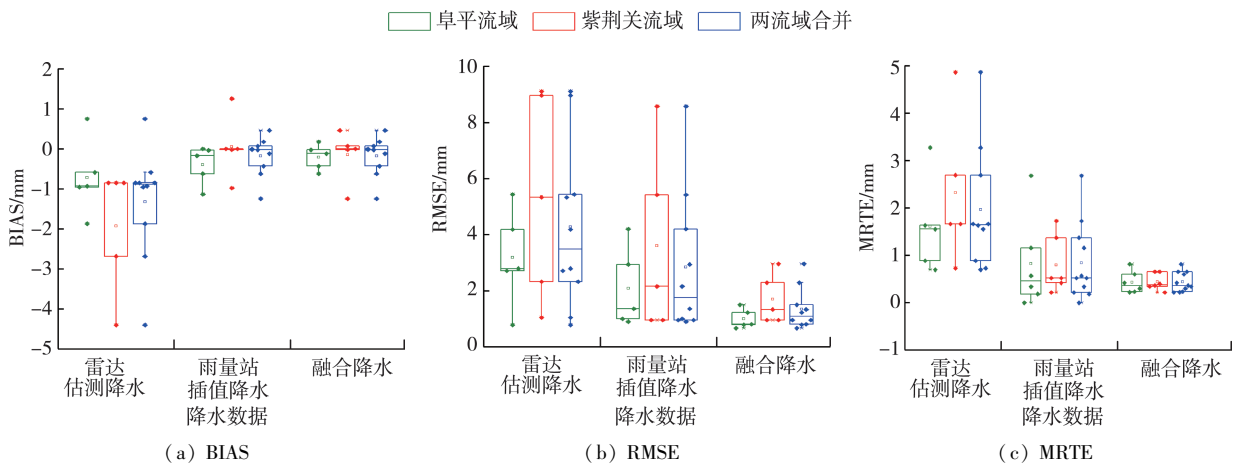 阜平流域 紫荆关流域 两流域合并
BIAS/mm
2
1
0
-1
-2
-3
-4
-5
雷达
估测降水
雨量站
插值降水
融合降水
降水数据
(a) BIAS
RMSE/mm
10
8
6
4
2
0
雷达
估测降水
雨量站
插值降水
融合降水
降水数据
(b) RMSE
MRTE/mm
5
4
3
2
1
0
-1
雷达
估测降水
雨量站
插值降水
融合降水
降水数据
(c) MRTE